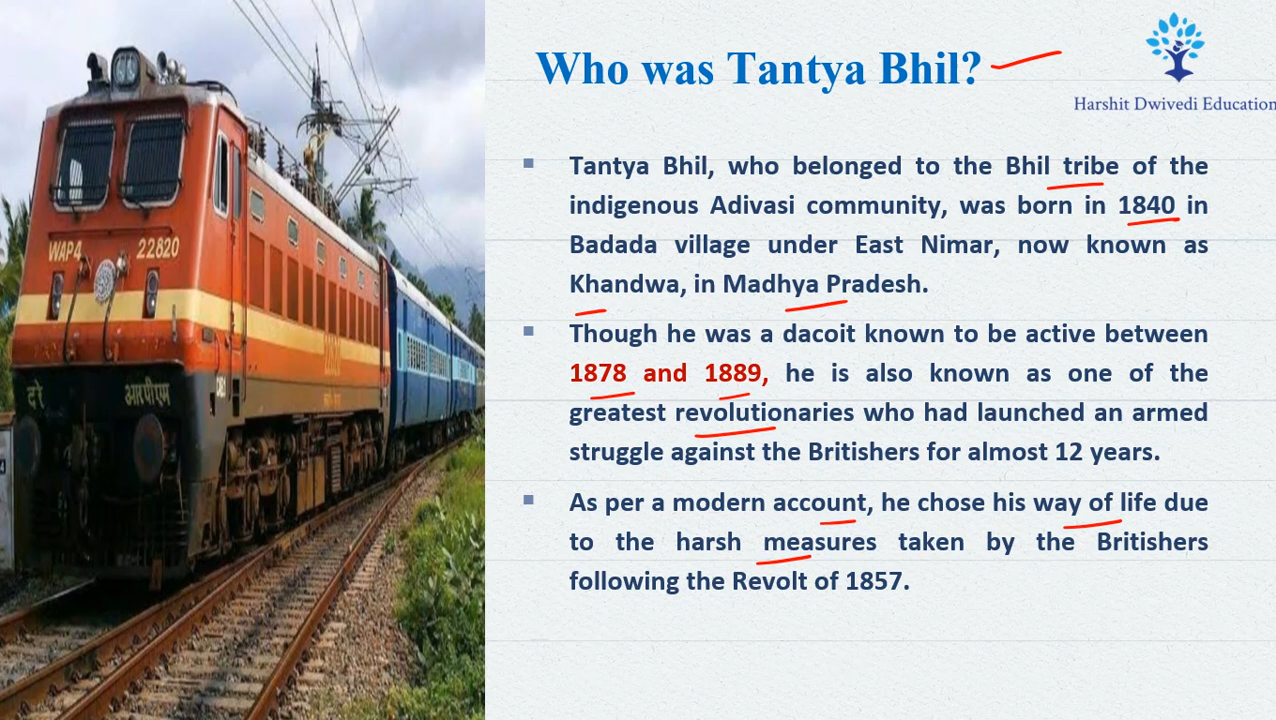 Who was Tantya Bhil?
Harshit Dwivedi Education
Tantya Bhil, who belonged to the Bhil tribe of the
indigenous Adivasi community, was born in 1840 in
Badada village under East Nimar, now known as
Khandwa, in Madhya Pradesh.
Though he was a dacoit known to be active between
1878 and 1889, he is also known as one of the
greatest revolutionaries who had launched an armed
struggle against the Britishers for almost 12 years.
As per a modern account, he chose his way of life due
to the harsh measures taken by the Britishers
following the Revolt of 1857.
WAP4 22820
दरे आरपीएम